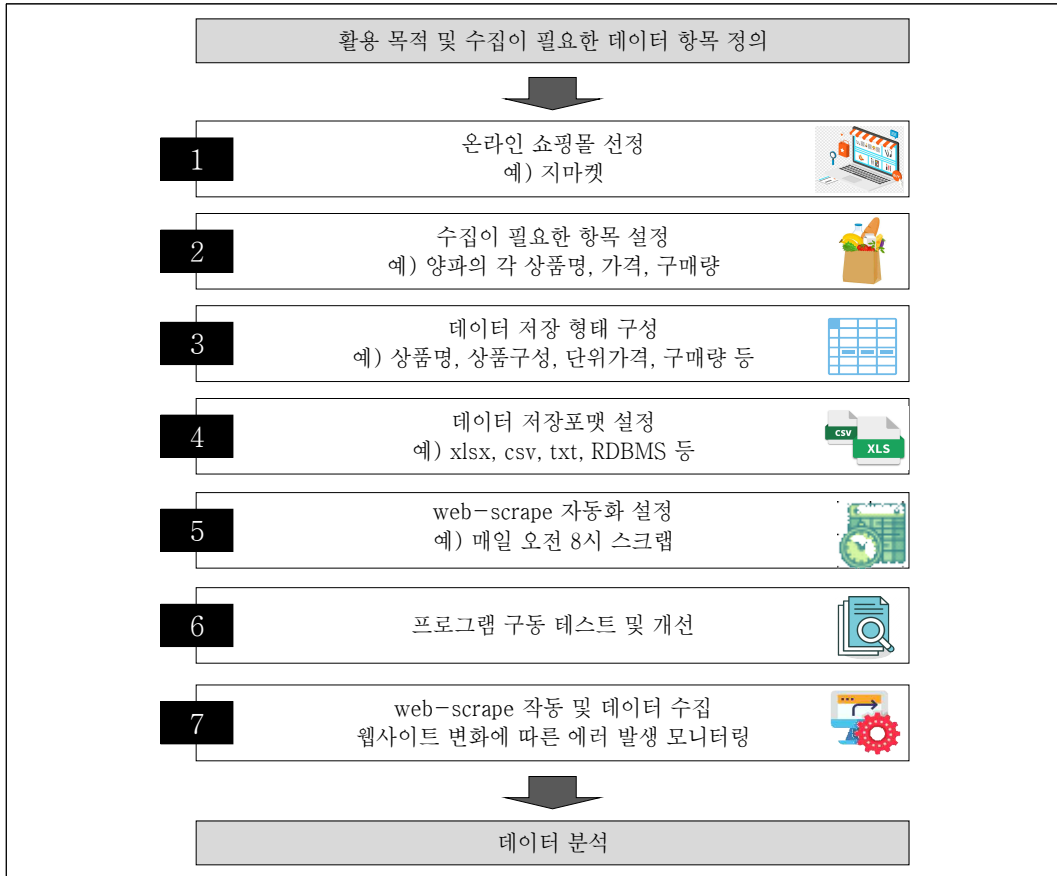 활용 목적 및 수집이 필요한 데이터 항목 정의
1
온라인 쇼핑몰 선정
예) 지마켓
2
수집이 필요한 항목 설정
예) 양파의 각 상품명, 가격, 구매량
3
데이터 저장 형태 구성
예) 상품명, 상품구성, 단위가격, 구매량 등
4
데이터 저장포맷 설정
예) xlsx, csv, txt, RDBMS 등
CSV
XLS
5
web-scrape 자동화 설정
예) 매일 오전 8시 스크랩
6
프로그램 구동 테스트 및 개선
7
web-scrape 작동 및 데이터 수집
웹사이트 변화에 따른 에러 발생 모니터링
데이터 분석